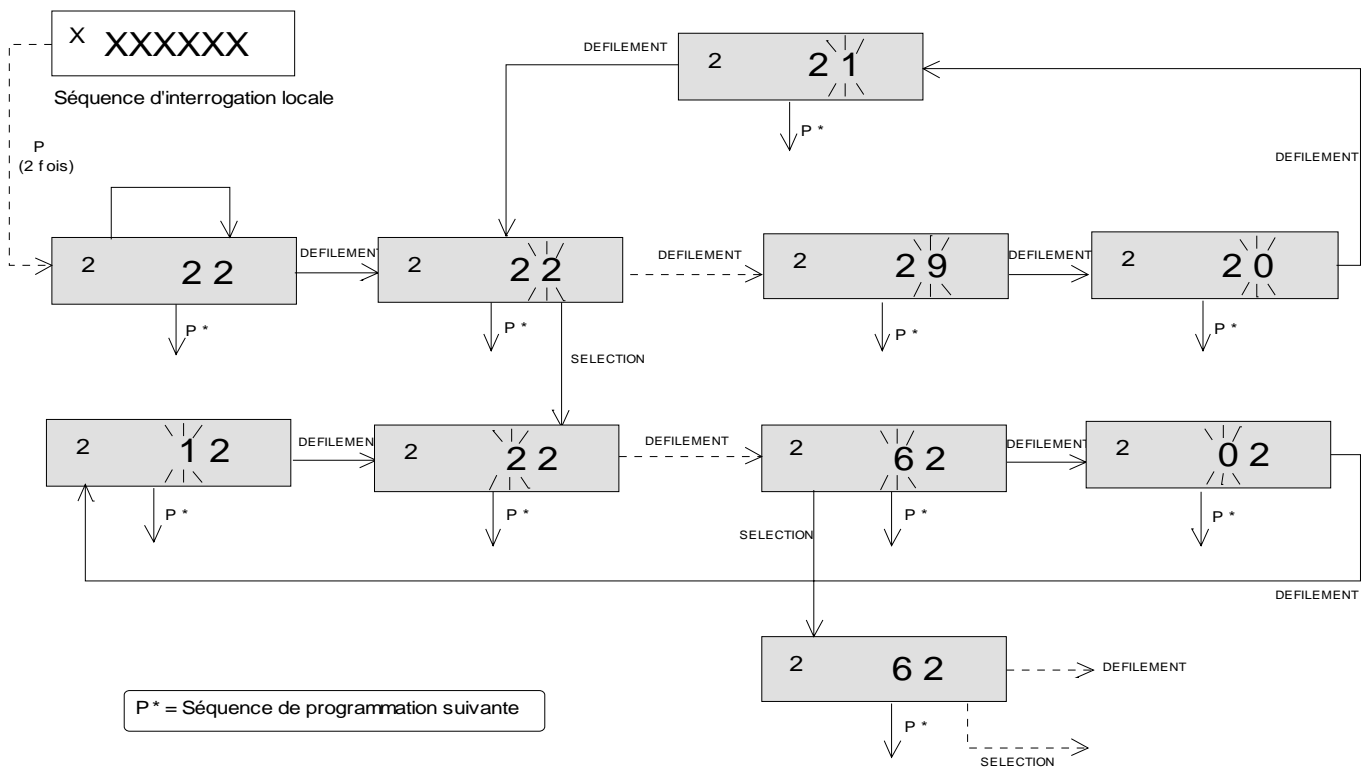 X XXXXXX
Séquence d'interrogation locale
P
(2 fois)
DEFILEMENT
2 21
P *
DEFILEMENT
2 22
DEFILEMENT
2 22
DEFILEMENT
2 29
DEFILEMENT
2 20
P *
P *
P *
P *
SELECTION
2 12
DEFILEMEN
2 22
DEFILEMENT
2 62
DEFILEMENT
2 02
P *
P *
P *
P *
SELECTION
DEFILEMENT
2 62
DEFILEMENT
P *
SELECTION
P * = Séquence de programmation suivante